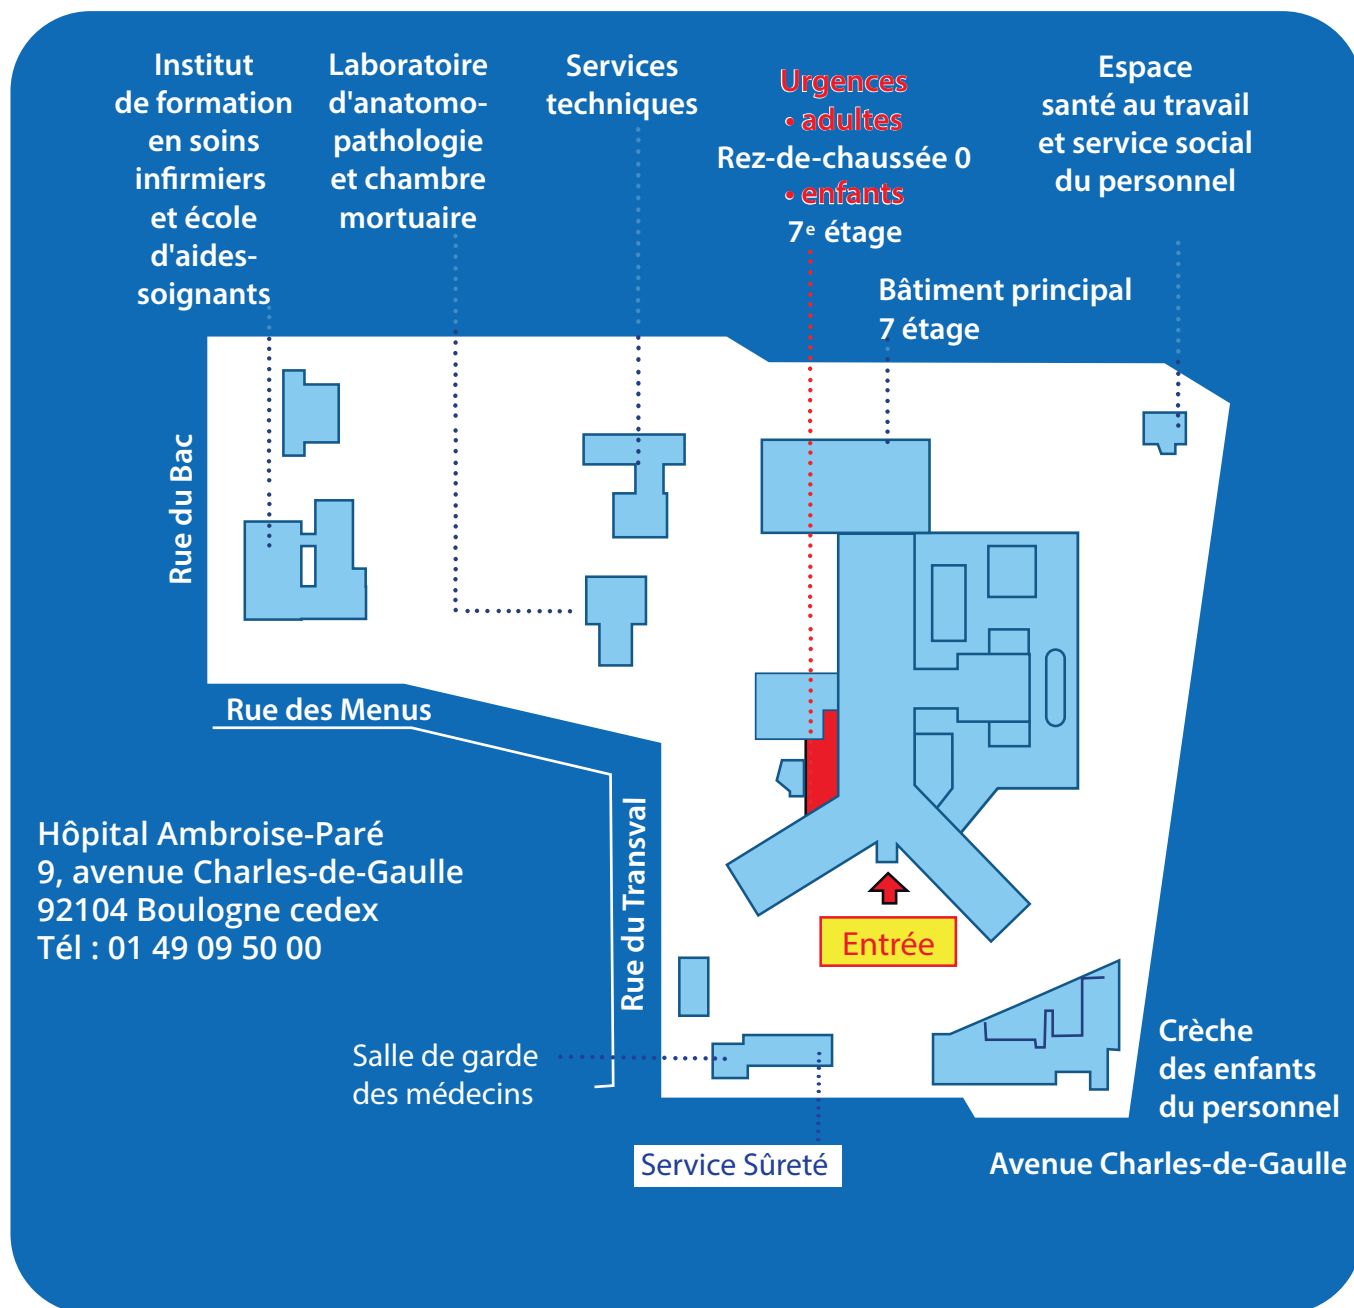 Institut
de formation
en soins
infirmiers
et école
d'aides-
soignants
Laboratoire
d'anatomo-
pathologie
et chambre
mortuaire
Services
techniques
Urgences
• adultes
Rez-de-chaussée 0
• enfants
7e étage
Espace
santé au travail
et service social
du personnel
Bâtiment principal
7 étage
Rue du Bac
Rue des Menus
Hôpital Ambroise-Paré
9, avenue Charles-de-Gaulle
92104 Boulogne cedex
Tél : 01 49 09 50 00
Rue du Transval
Entrée
Salle de garde
des médecins
Crèche
des enfants
du personnel
Service Sûreté
Avenue Charles-de-Gaulle